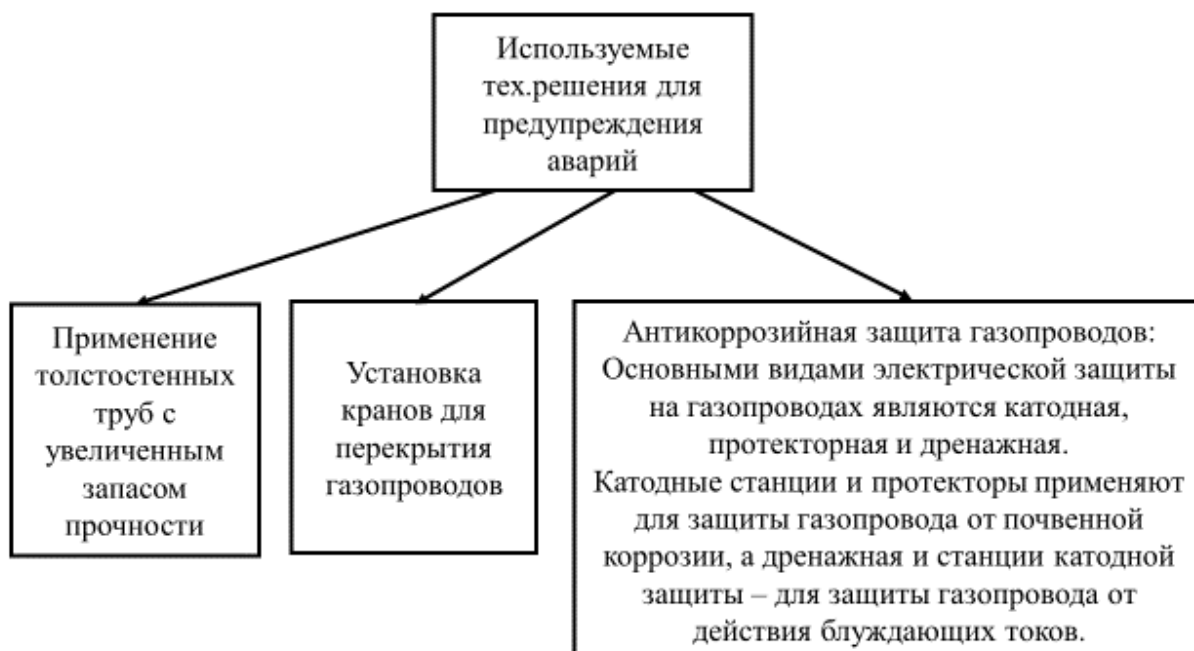 Используемые
тех.решения для
предупреждения
аварий
Применение
толстостенных
труб с
увеличенным
запасом
прочности
Установка
кранов для
перекрытия
газопроводов
Антикоррозийная защита газопроводов:
Основными видами электрической защиты
на газопроводах являются катодная,
протекторная и дренажная.
Катодные станции и протекторы применяют
для защиты газопровода от почвенной
коррозии, а дренажная и станции катодной
защиты – для защиты газопровода от
действия блуждающих токов.